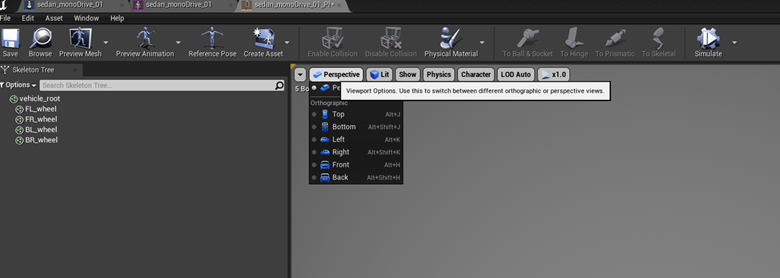 sedan_monoDrive_01 sedan_monoDrive_01
File Edit Asset Window Help
Save Browse Preview Mesh Preview Animation Reference Pose Create Asset Enable Collision Disable Collision Physical Material To Ball & Socket To Hinge To Prismatic To Skeletal Simulate
Skeleton Tree
Perspective Lit Show Physics Character LOD Auto x1.0
Options Search Skeleton Tree...
5 Bo
Viewport Options. Use this to switch between different orthographic or perspective views.
vehicle_root
Orthographic
FL_wheel
Top Alt+J
FR_wheel
Bottom Alt+Shift+J
BL_wheel
Left Alt+K
BR_wheel
Right Alt+Shift+K
Front Alt+H
Back Alt+Shift+H